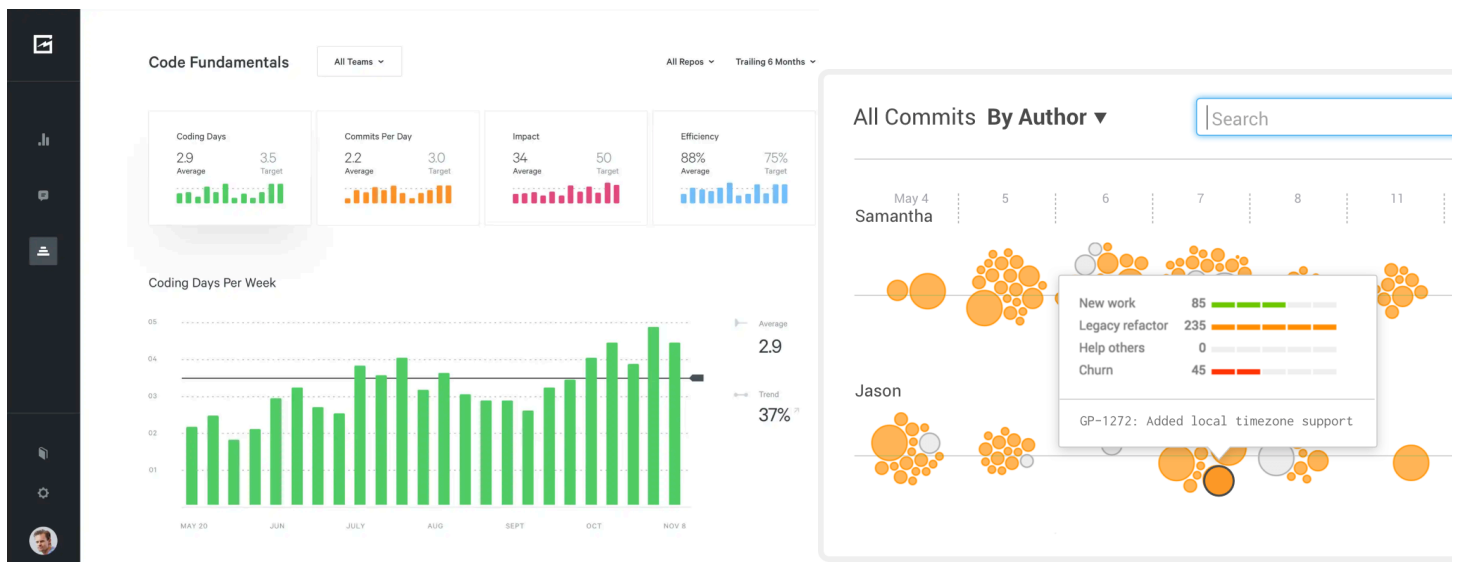 Code Fundamentals
All Teams
All Repos
Trailing 6 Months
Coding Days
2.9
3.5
Average
Target
Commits Per Day
2.2
3.0
Average
Target
Impact
34
50
Average
Target
Efficiency
88%
75%
Average
Target
Coding Days Per Week
05
04
03
02
01
MAY 20
JUN
JULY
AUG
SEPT
OCT
NOV 8
Average
2.9
Trend
37%
All Commits By Author
Search
May 4
5
6
7
8
11
Samantha
Jason
New work 85
Legacy refactor 235
Help others 0
Churn 45
GP-1272: Added local timezone support